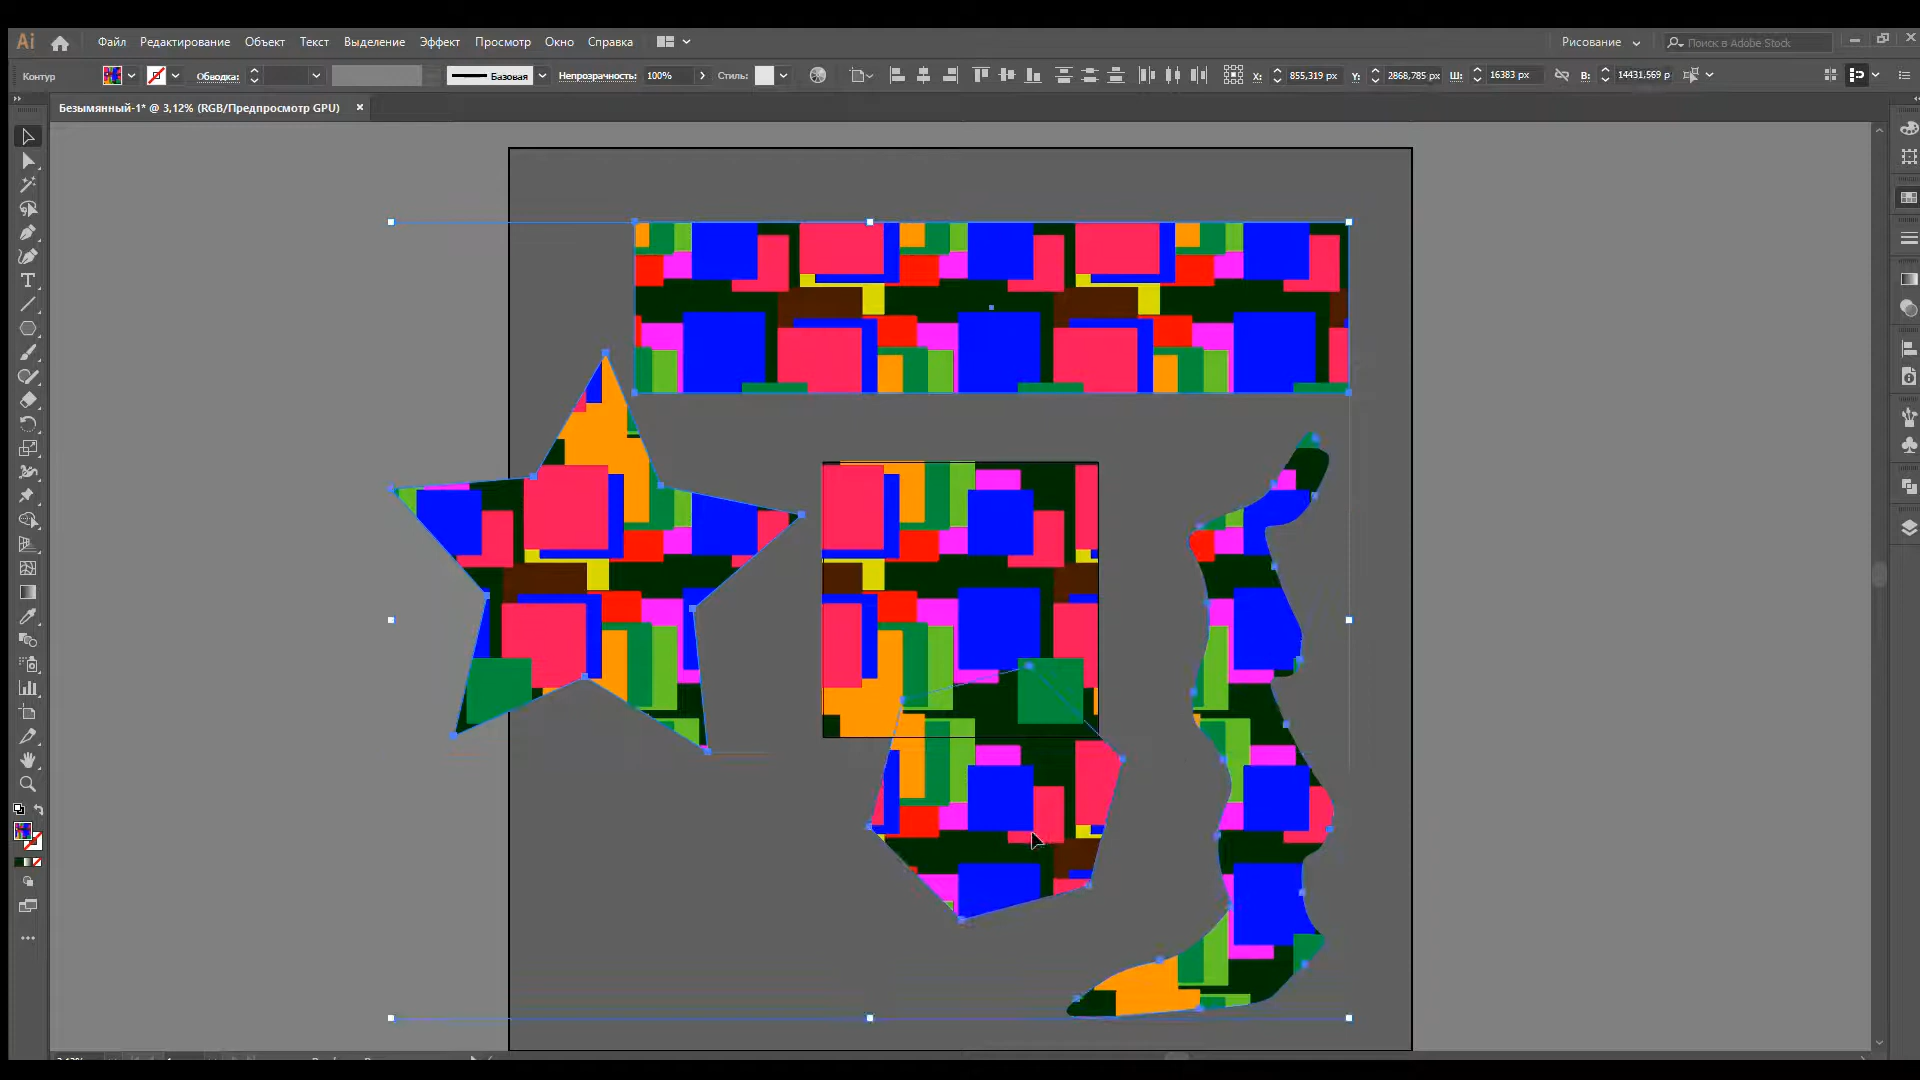 Ai Файл Редактирование Объект Текст Выделение Эффект Просмотр Окно Справка Рисование Поиск в Adobe Stock
Контур Обводка: Базовая Непрозрачность: 100% Стиль: X: 855,319 px Y: 2868,785 px Ш: 16383 px В: 14431,569 p
Безымянный-1* @ 3,12% (RGB/Предпросмотр GPU) ×